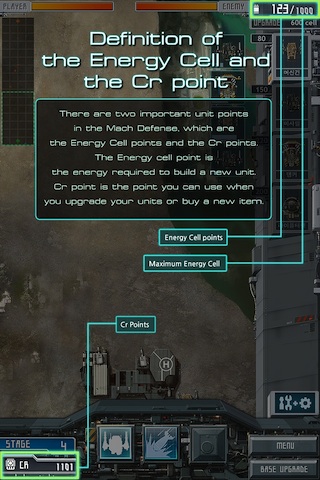 PLAYER
ENEMY
123/1000
UPGRADE 600 cell
80
150
Definition of
the Energy Cell and
the Cr point
There are two important unit points
in the Mach Defense, which are
the Energy Cell points and the Cr points.
The Energy cell point is
the energy required to build a new unit.
Cr point is the point you can use when
you upgrade your units or buy a new item.
Energy Cell points
Maximum Energy Cell
Cr Points
H
STAGE 4
CR 1101
MENU
BASE UPGRADE